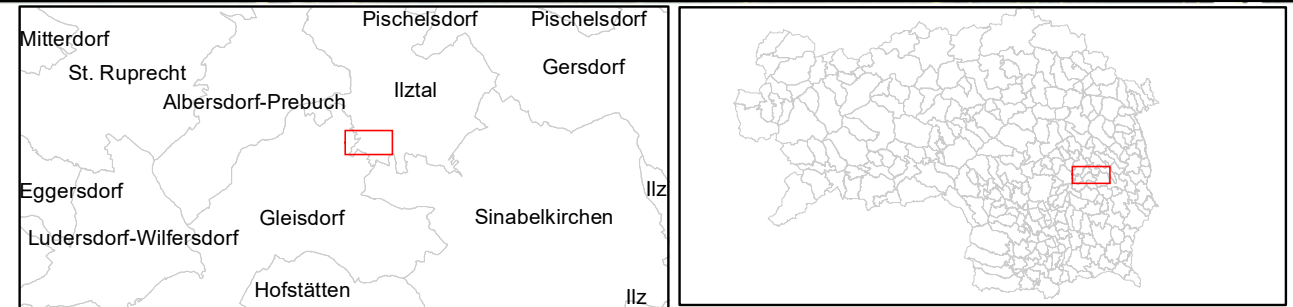 Pischelsdorf
Pischelsdorf
Mitterdorf
Gersdorf
St. Ruprecht
Ilztal
Albersdorf-Prebuch
Eggersdorf
Ilz
Gleisdorf
Sinabelkirchen
Ludersdorf-Wilfersdorf
Hofstätten
Ilz